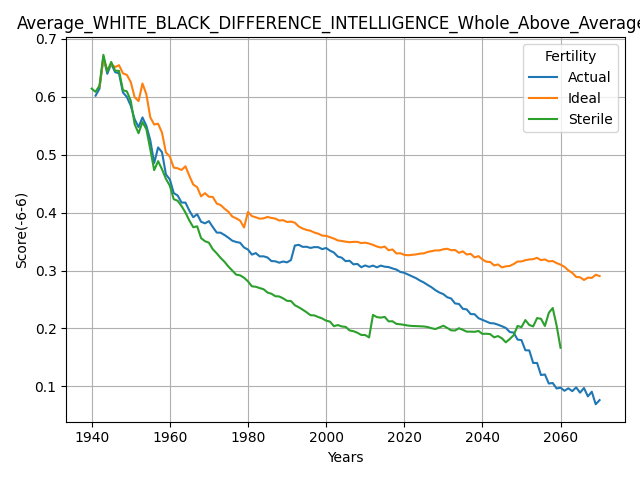 Average_WHITE_BLACK_DIFFERENCE_INTELLIGENCE_Whole_Above_Average
0.7
0.6
0.5
0.4
0.3
0.2
0.1
Score(-6-6)
Fertility
Actual
Ideal
Sterile
1940 1960 1980 2000 2020 2040 2060
Years